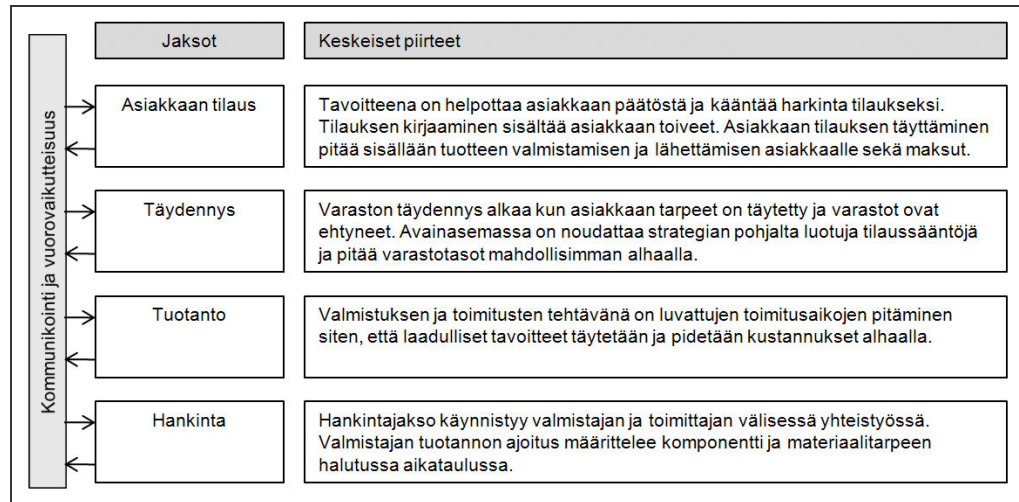 Kommunikointi ja vuorovaikutteisuus
Jaksot
Keskeiset piirteet
Asiakkaan tilaus
Tavoitteena on helpottaa asiakkaan päätöstä ja kääntää harkinta tilaukseksi.
Tilauksen kirjaaminen sisältää asiakkaan toiveet. Asiakkaan tilauksen täyttäminen
pitää sisällään tuotteen valmistamisen ja lähettämisen asiakkaalle sekä maksut.
Täydennys
Varaston täydennys alkaa kun asiakkaan tarpeet on täytetty ja varastot ovat
ehtyneet. Avainasemassa on noudattaa strategian pohjalta luotuja tilaussääntöjä
ja pitää varastotasot mahdollisimman alhaalla.
Tuotanto
Valmistuksen ja toimitusten tehtävänä on luvattujen toimitusaikojen pitäminen
siten, että laadulliset tavoitteet täytetään ja pidetään kustannukset alhaalla.
Hankinta
Hankintajakso käynnistyy valmistajan ja toimittajan välisessä yhteistyössä.
Valmistajan tuotannon ajoitus määrittelee komponentti ja materiaalitarpeen
halutussa aikataulussa.